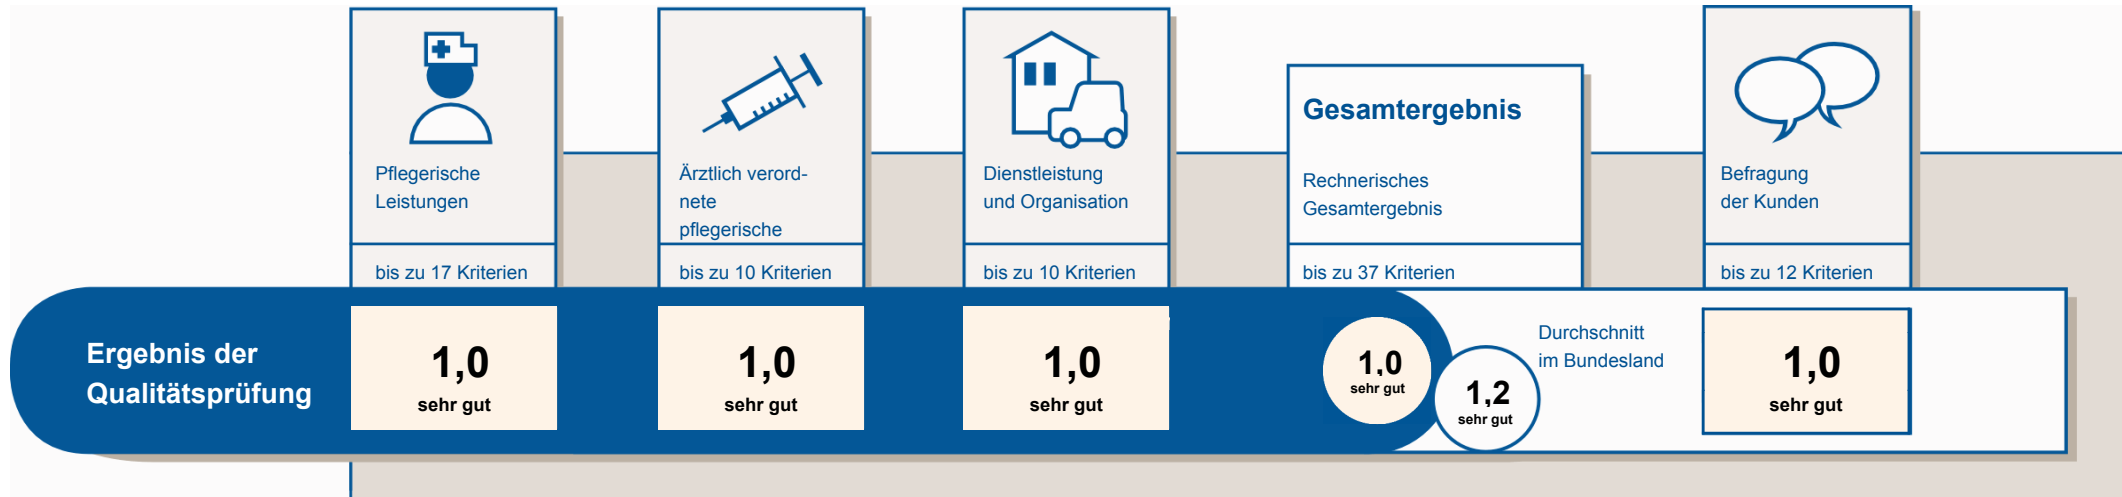 Pflegerische
Leistungen
bis zu 17 Kriterien
Ärztlich verord-
nete
pflegerische
bis zu 10 Kriterien
Dienstleistung
und Organisation
bis zu 10 Kriterien
Gesamtergebnis
Rechnerisches
Gesamtergebnis
bis zu 37 Kriterien
Befragung
der Kunden
bis zu 12 Kriterien
Ergebnis der
Qualitätsprüfung
1,0
sehr gut
1,0
sehr gut
1,0
sehr gut
1,0
sehr gut
1,2
sehr gut
Durchschnitt
im Bundesland
1,0
sehr gut